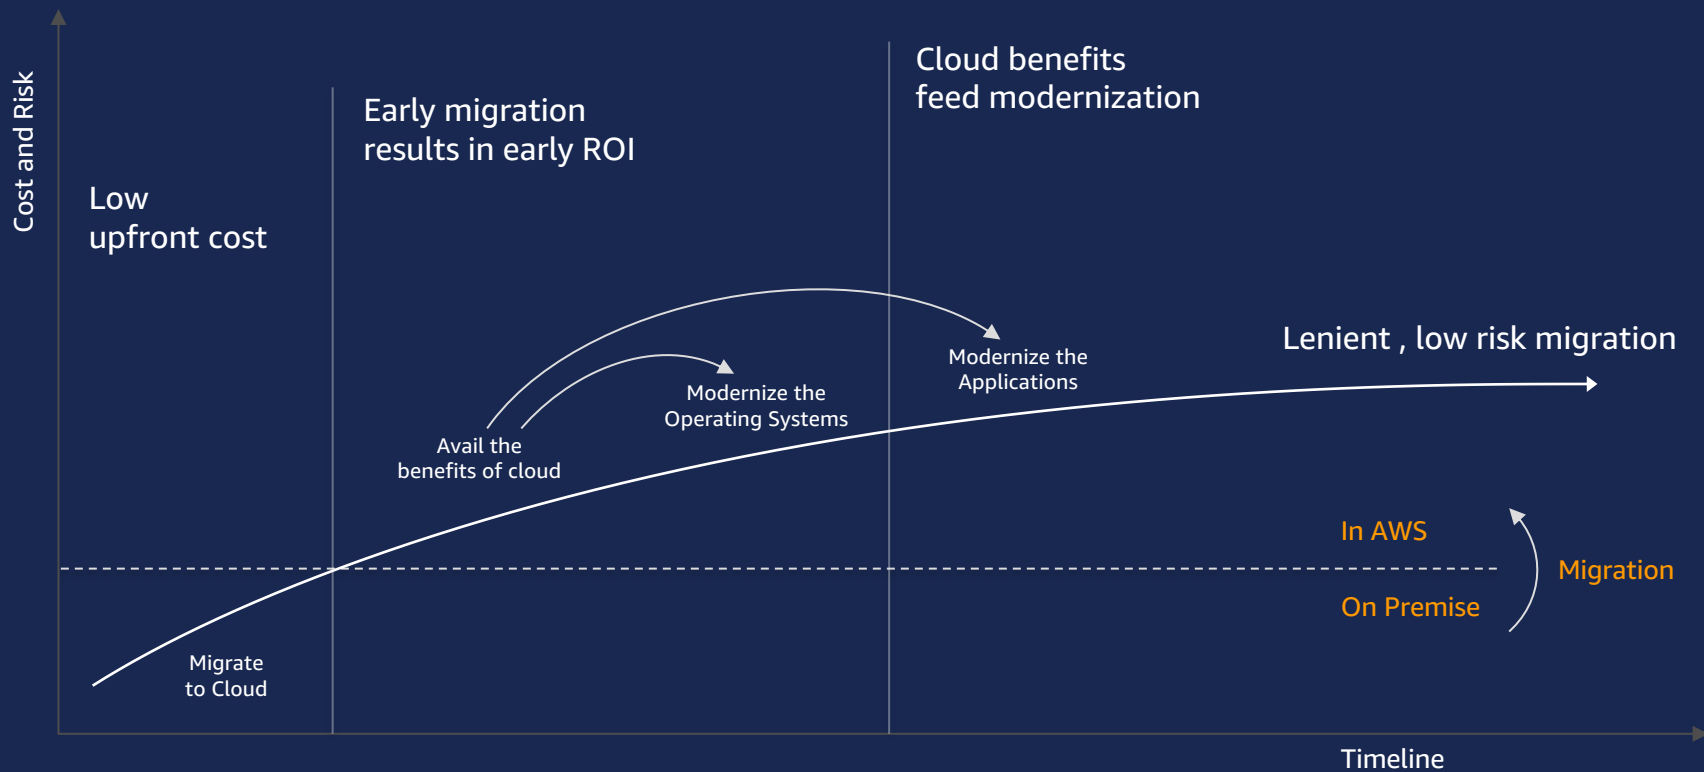 Cost and Risk
Low
upfront cost
Early migration
results in early ROI
Cloud benefits
feed modernization
Migrate
to Cloud
Avail the
benefits of cloud
Modernize the
Operating Systems
Modernize the
Applications
Lenient , low risk migration
In AWS
Migration
On Premise
Timeline